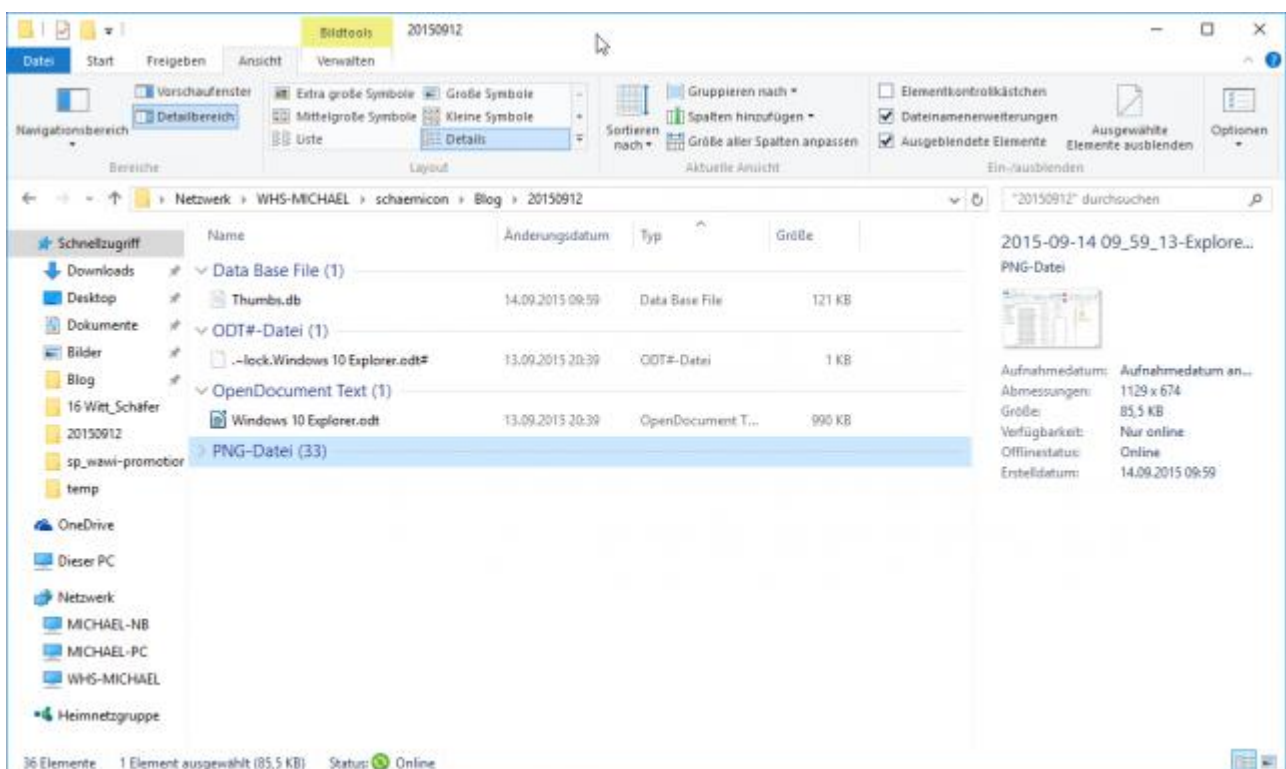 Bildtools 20150912
Datei Start Freigeben Ansicht Verwalten
Navigationsbereich
Vorschaufenster
Detailbereich
Bereiche
Extra große Symbole Große Symbole
Mittelgroße Symbole Kleine Symbole
Liste Details
Layout
Sortieren nach
Gruppieren nach
Spalten hinzufügen
Größe aller Spalten anpassen
Aktuelle Ansicht
Elementkontrollkästchen
Dateinamenerweiterungen
Ausgeblendete Elemente
Ausgewählte
Elemente ausblenden
Ein-/ausblenden
Optionen
Netzwerk › WHS-MICHAEL › schaemicon › Blog › 20150912
"20150912" durchsuchen
Schnellzugriff
Downloads
Desktop
Dokumente
Bilder
Blog
16 Witt_Schäfer
20150912
sp_wawi-promotior
temp
OneDrive
Dieser PC
Netzwerk
MICHAEL-NB
MICHAEL-PC
WHS-MICHAEL
Heimnetzgruppe
Name Änderungsdatum Typ Größe
Data Base File (1)
Thumbs.db 14.09.2015 09:59 Data Base File 121 KB
ODT#-Datei (1)
.~lock.Windows 10 Explorer.odt# 13.09.2015 20:39 ODT#-Datei 1 KB
OpenDocument Text (1)
Windows 10 Explorer.odt 13.09.2015 20:39 OpenDocument T... 990 KB
PNG-Datei (33)
2015-09-14 09_59_13-Explore...
PNG-Datei
Aufnahmedatum: Aufnahmedatum an...
Abmessungen: 1129 x 674
Größe: 85,5 KB
Verfügbarkeit: Nur online
Offlinestatus: Online
Erstelldatum: 14.09.2015 09:59
36 Elemente 1 Element ausgewählt (85,5 KB) Status: Online